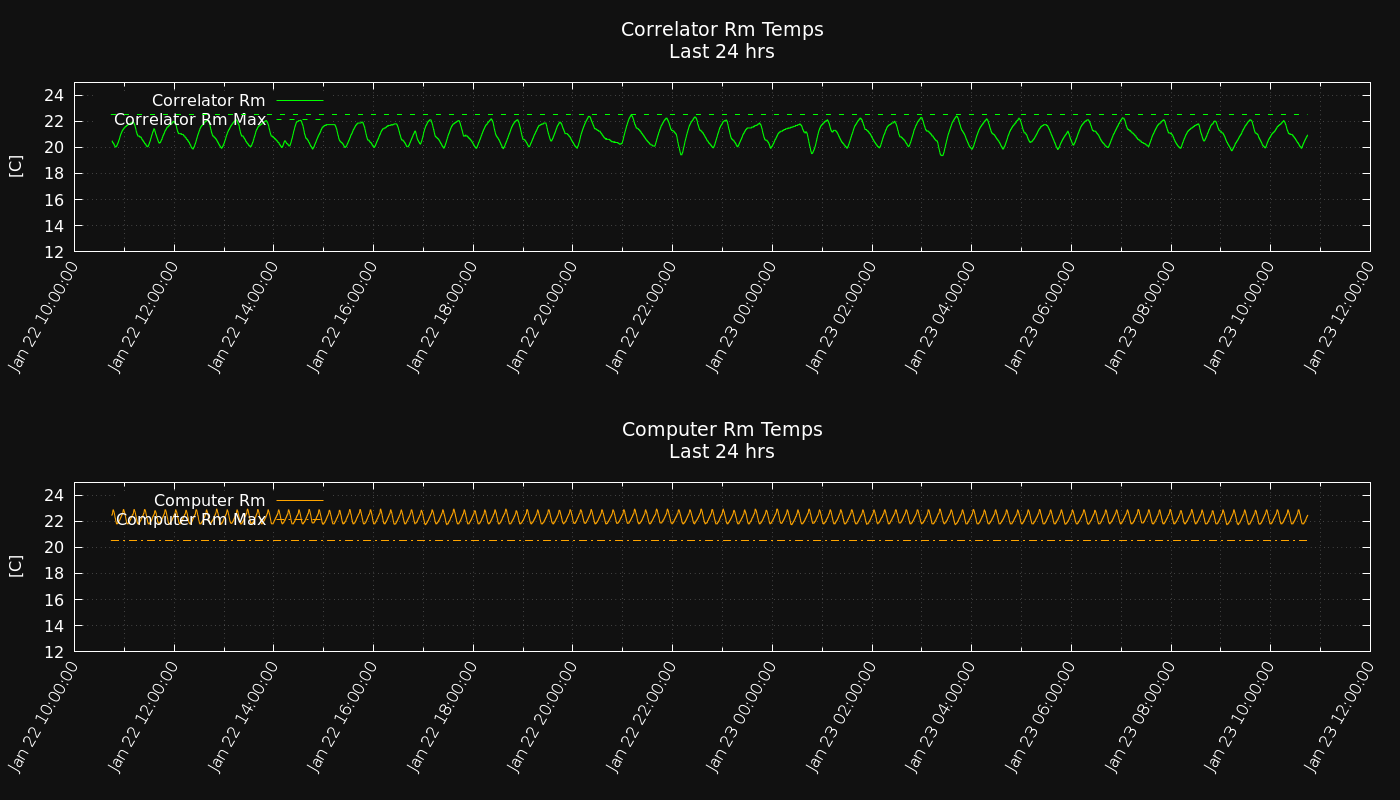 Correlator Rm Temps
Last 24 hrs
Correlator Rm
Correlator Rm Max
[C]
24
22
20
18
16
14
12
Jan 22 10:00:00
Jan 22 12:00:00
Jan 22 14:00:00
Jan 22 16:00:00
Jan 22 18:00:00
Jan 22 20:00:00
Jan 22 22:00:00
Jan 23 00:00:00
Jan 23 02:00:00
Jan 23 04:00:00
Jan 23 06:00:00
Jan 23 08:00:00
Jan 23 10:00:00
Jan 23 12:00:00
Computer Rm Temps
Last 24 hrs
Computer Rm
Computer Rm Max
[C]
24
22
20
18
16
14
12
Jan 22 10:00:00
Jan 22 12:00:00
Jan 22 14:00:00
Jan 22 16:00:00
Jan 22 18:00:00
Jan 22 20:00:00
Jan 22 22:00:00
Jan 23 00:00:00
Jan 23 02:00:00
Jan 23 04:00:00
Jan 23 06:00:00
Jan 23 08:00:00
Jan 23 10:00:00
Jan 23 12:00:00